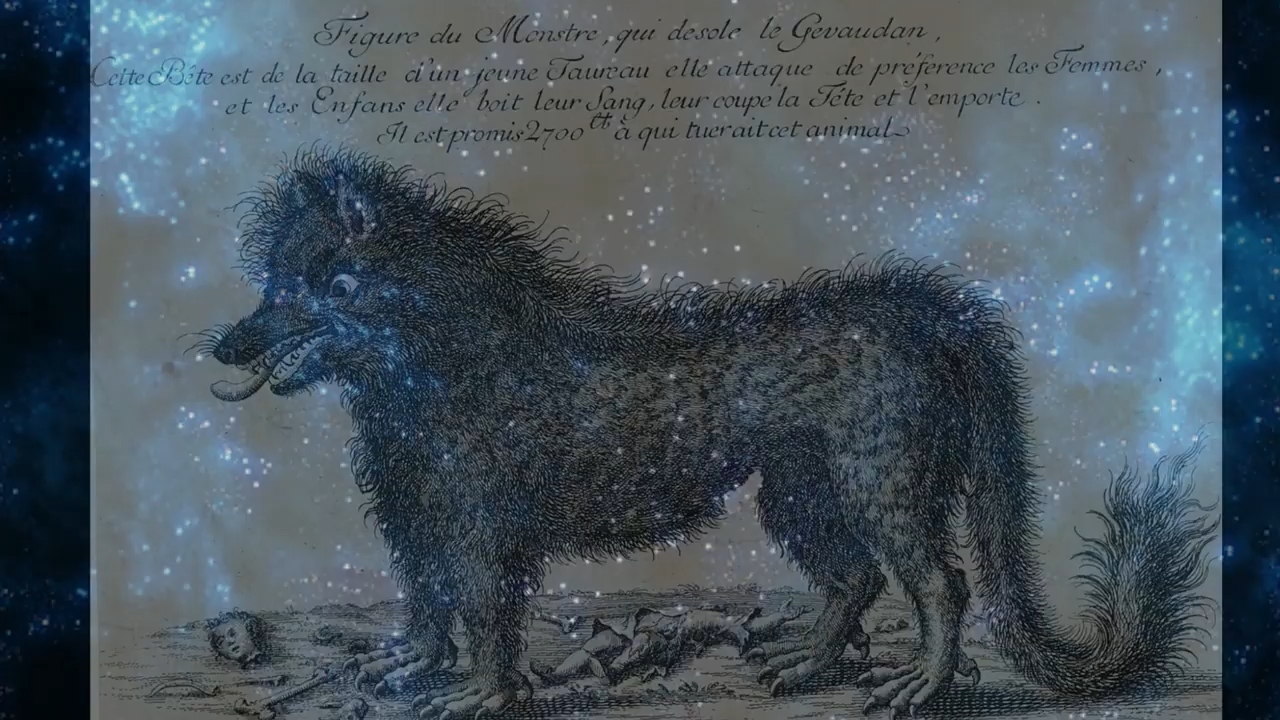 Figure du Monstre, qui desole le Gevaudan,
Cette Bête est de la taille d'un jeune Taureau elle attaque de préference les Femmes,
et les Enfans elle boit leur Sang, leur coupe la Tête et l'emporte.
Il est promis 2700 tt à qui tuerait cet animal